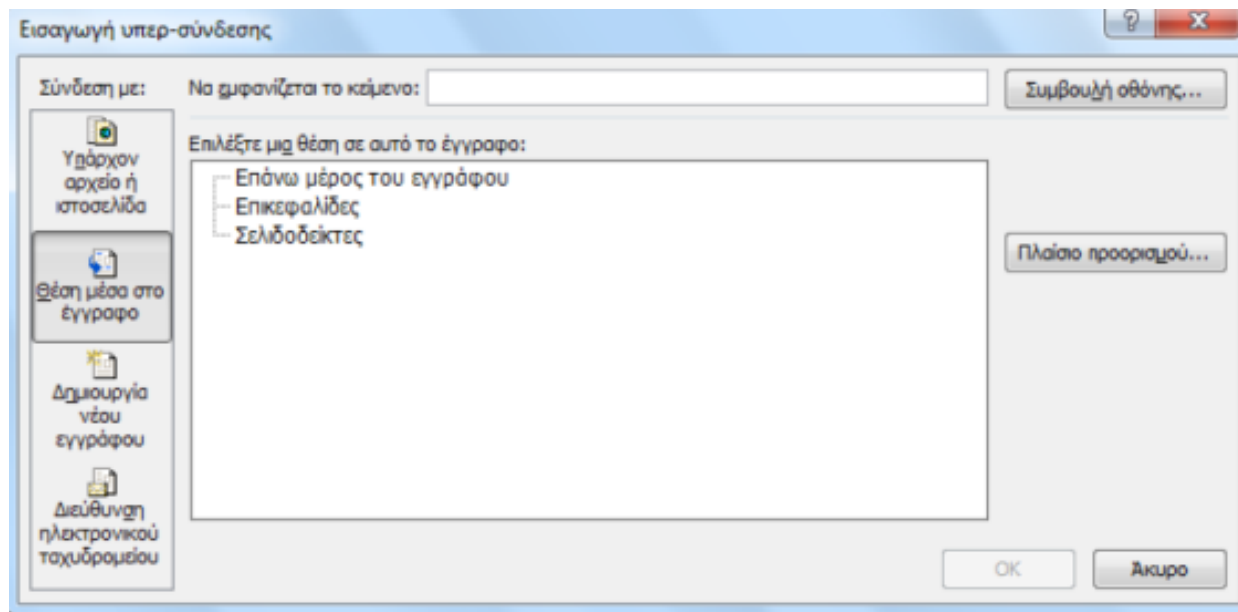 Εισαγωγή υπερ-σύνδεσης
Σύνδεση με:
Να εμφανίζεται το κείμενο:
Συμβουλή οθόνης...
Υπάρχον
αρχείο ή
ιστοσελίδα
Θέση μέσα στο
έγγραφο
Δημιουργία
νέου
εγγράφου
Διεύθυνση
ηλεκτρονικού
ταχυδρομείου
Επιλέξτε μια θέση σε αυτό το έγγραφο:
Επάνω μέρος του εγγράφου
Επικεφαλίδες
Σελιδοδείκτες
Πλαίσιο προορισμού...
OK
Άκυρο